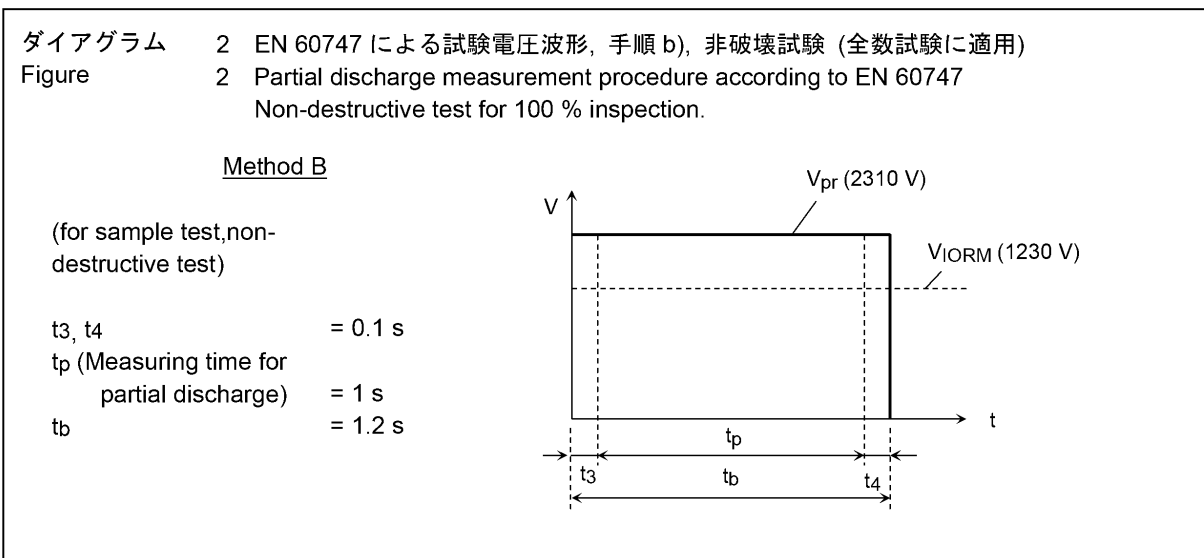 ダイアグラム 2 EN 60747 による試験電圧波形, 手順 b), 非破壊試験 (全数試験に適用)
Figure 2 Partial discharge measurement procedure according to EN 60747
Non-destructive test for 100 % inspection.
Method B
(for sample test,non-
destructive test)
t3, t4 = 0.1 s
tp (Measuring time for
partial discharge) = 1 s
tb = 1.2 s
Vpr (2310 V)
V
VIORM (1230 V)
t
tp
t3 tb t4